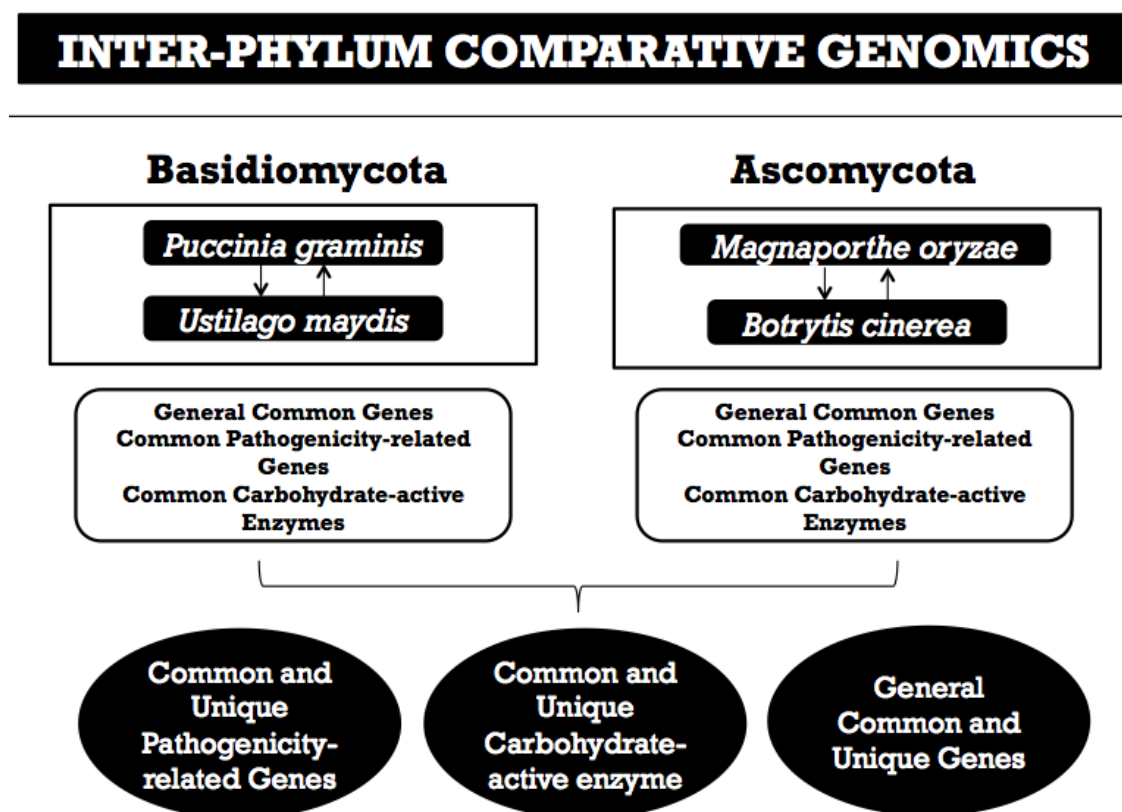 INTER-PHYLUM COMPARATIVE GENOMICS
Basidiomycota
Puccinia graminis
Ustilago maydis
General Common Genes
Common Pathogenicity-related
Genes
Common Carbohydrate-active
Enzymes
Ascomycota
Magnaporthe oryzae
Botrytis cinerea
General Common Genes
Common Pathogenicity-related
Genes
Common Carbohydrate-active
Enzymes
Common and
Unique
Pathogenicity-
related Genes
Common and
Unique
Carbohydrate-
active enzyme
General
Common and
Unique Genes